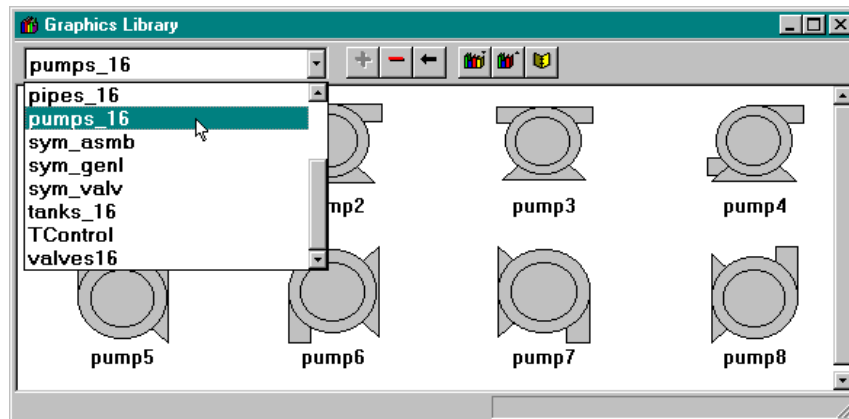 Graphics Library
pumps_16
pipes_16
pumps_16
sym_asmb
sym_genl
sym_valv
tanks_16
TControl
valves16
mp2 pump3 pump4
pump5 pump6 pump7 pump8